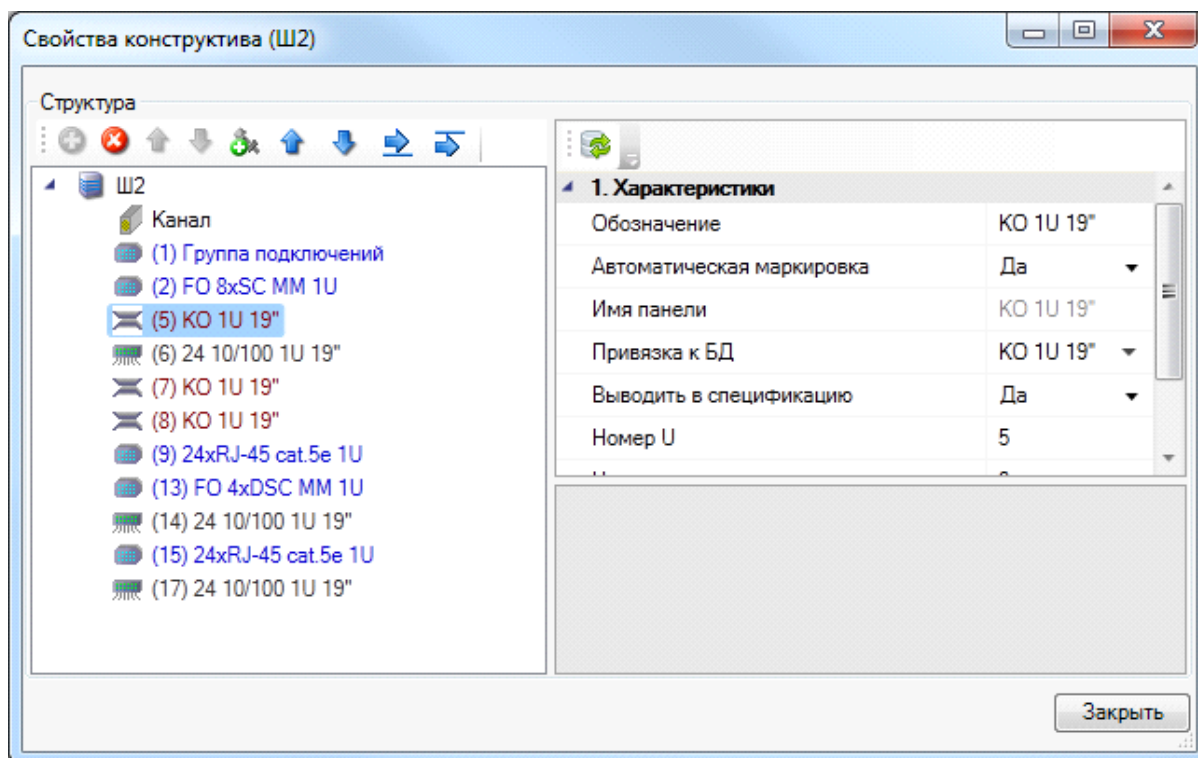 Свойства конструктива (Ш2)
Структура
Ш2
Канал
(1) Группа подключений
(2) FO 8xSC MM 1U
(5) КО 1U 19"
(6) 24 10/100 1U 19"
(7) КО 1U 19"
(8) КО 1U 19"
(9) 24xRJ-45 cat.5e 1U
(13) FO 4xDSC MM 1U
(14) 24 10/100 1U 19"
(15) 24xRJ-45 cat.5e 1U
(17) 24 10/100 1U 19"
1. Характеристики
Обозначение КО 1U 19"
Автоматическая маркировка Да
Имя панели КО 1U 19"
Привязка к БД КО 1U 19"
Выводить в спецификацию Да
Номер U 5
Закрыть